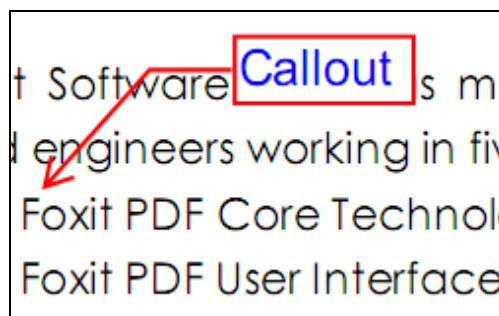 t Software Callout s m
engineers working in fiv
Foxit PDF Core Technol
Foxit PDF User Interface